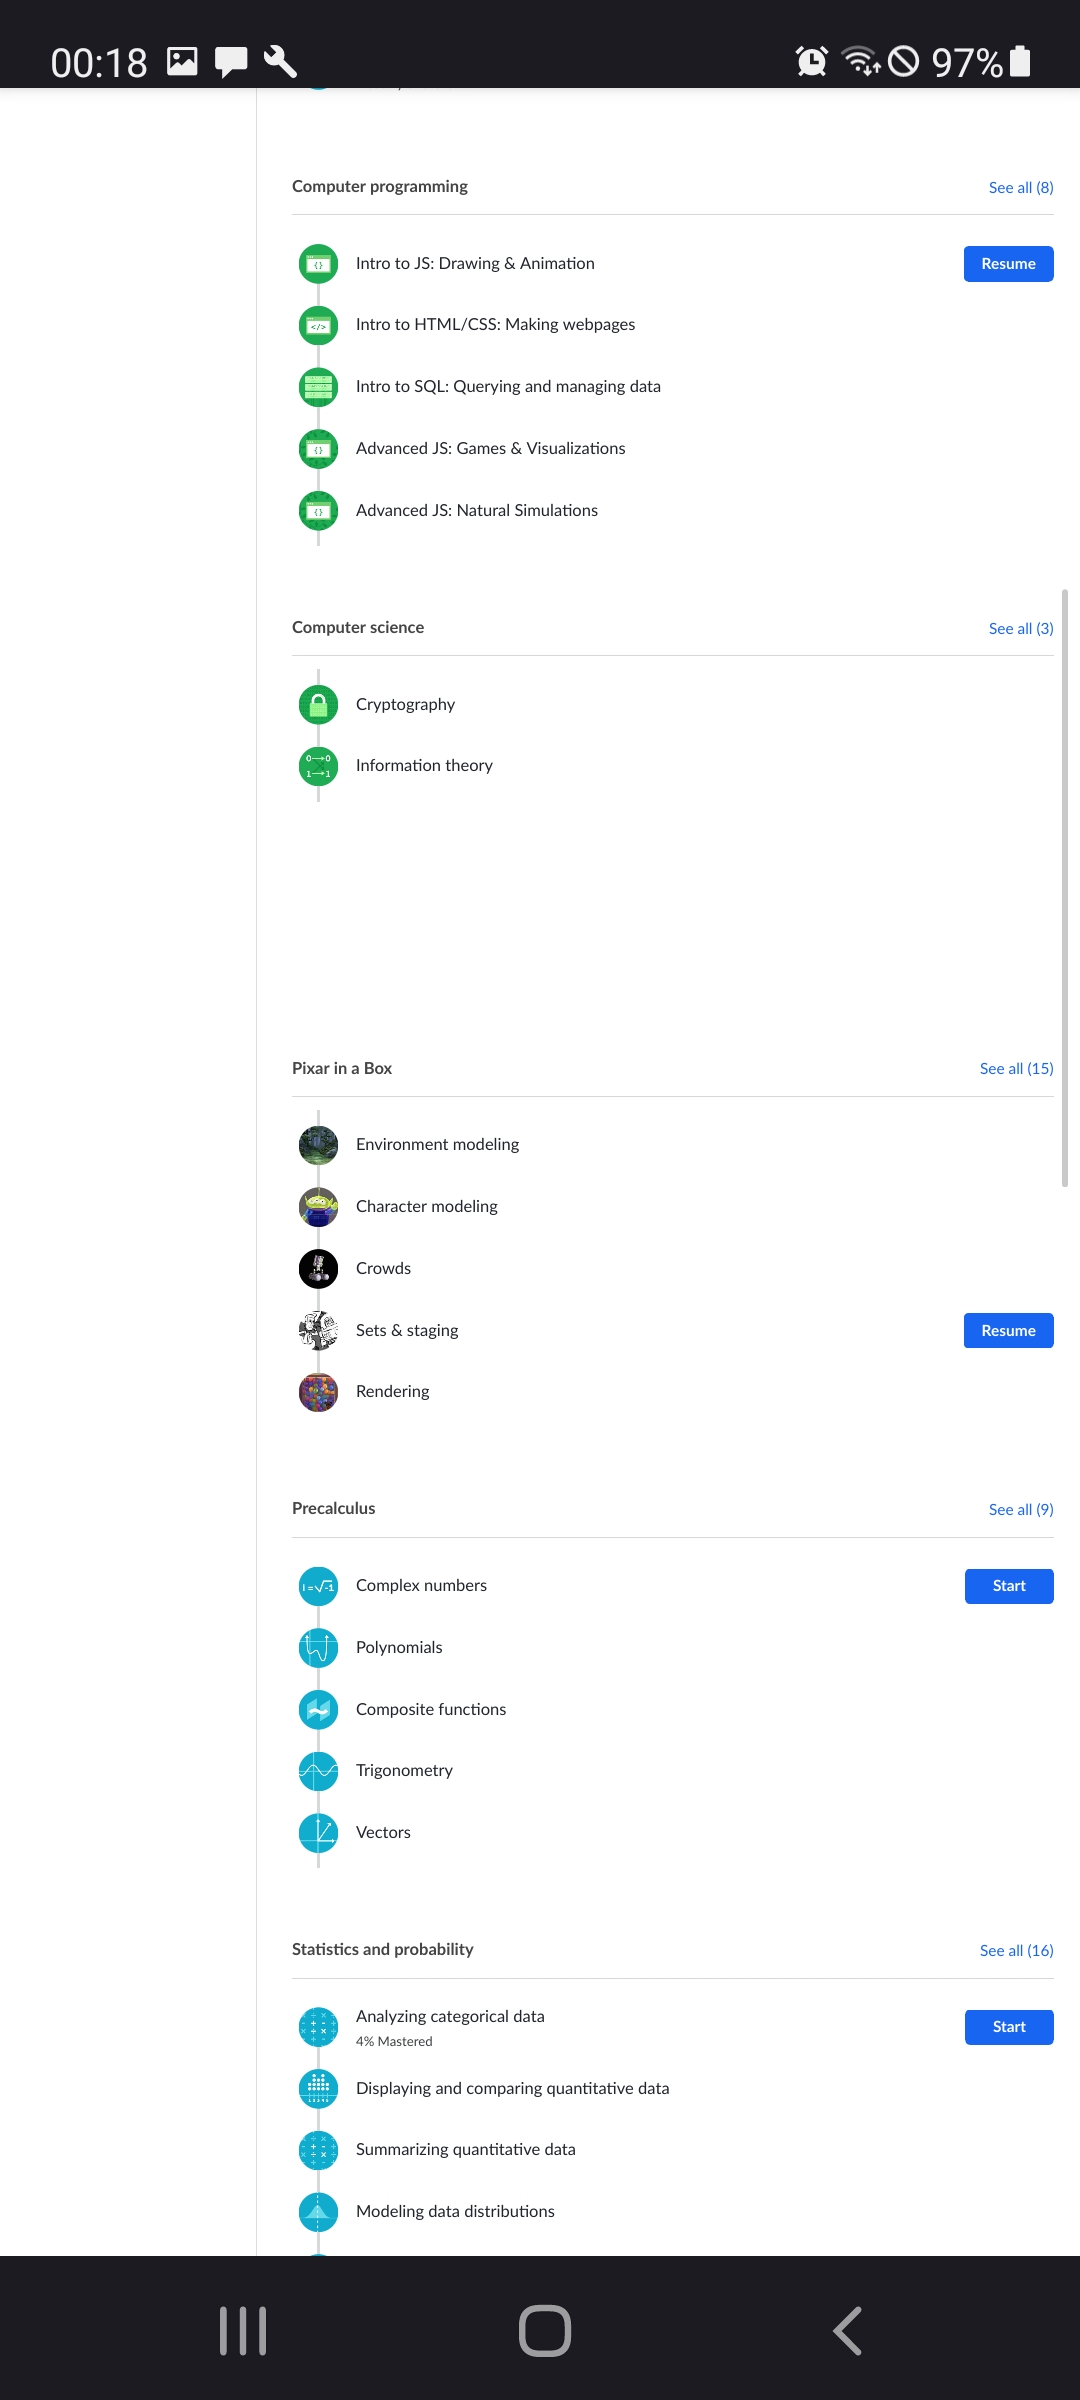 00:18 97%
Computer programming See all (8)
Intro to JS: Drawing & Animation Resume
Intro to HTML/CSS: Making webpages
Intro to SQL: Querying and managing data
Advanced JS: Games & Visualizations
Advanced JS: Natural Simulations
Computer science See all (3)
Cryptography
Information theory
Pixar in a Box See all (15)
Environment modeling
Character modeling
Crowds
Sets & staging Resume
Rendering
Precalculus See all (9)
Complex numbers Start
Polynomials
Composite functions
Trigonometry
Vectors
Statistics and probability See all (16)
Analyzing categorical data Start
4% Mastered
Displaying and comparing quantitative data
Summarizing quantitative data
Modeling data distributions